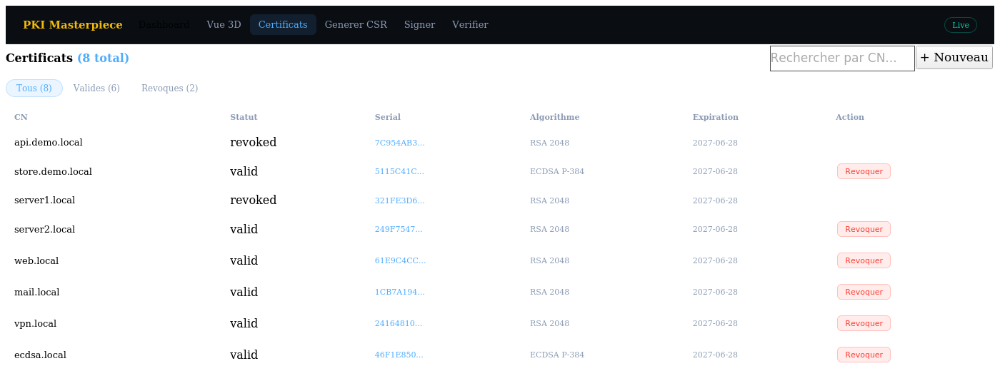 PKI Masterpiece Dashboard Vue 3D Certificats Generer CSR Signer Verifier Live
Certificats (8 total) Rechercher par CN... + Nouveau
Tous (8) Valides (6) Revoques (2)
CN Statut Serial Algorithme Expiration Action
api.demo.local revoked 7C954AB3... RSA 2048 2027-06-28
store.demo.local valid 5115C41C... ECDSA P-384 2027-06-28 Revoquer
server1.local revoked 321FE3D6... RSA 2048 2027-06-28
server2.local valid 249F7547... RSA 2048 2027-06-28 Revoquer
web.local valid 61E9C4CC... RSA 2048 2027-06-28 Revoquer
mail.local valid 1CB7A194... RSA 2048 2027-06-28 Revoquer
vpn.local valid 24164810... RSA 2048 2027-06-28 Revoquer
ecdsa.local valid 46F1E850... ECDSA P-384 2027-06-28 Revoquer